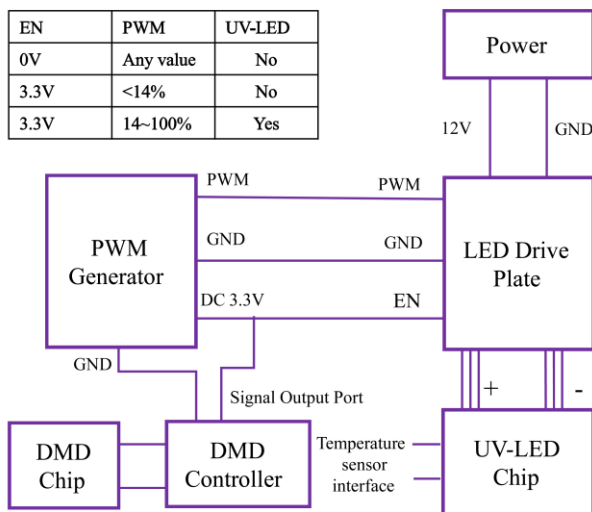 EN PWM UV-LED
0V Any value No
3.3V <14% No
3.3V 14~100% Yes
Power
12V GND
PWM PWM
PWM
Generator
GND GND
LED Drive
Plate
DC 3.3V EN
GND
Signal Output Port
+ -
DMD
Chip
DMD
Controller
Temperature
sensor
interface
UV-LED
Chip